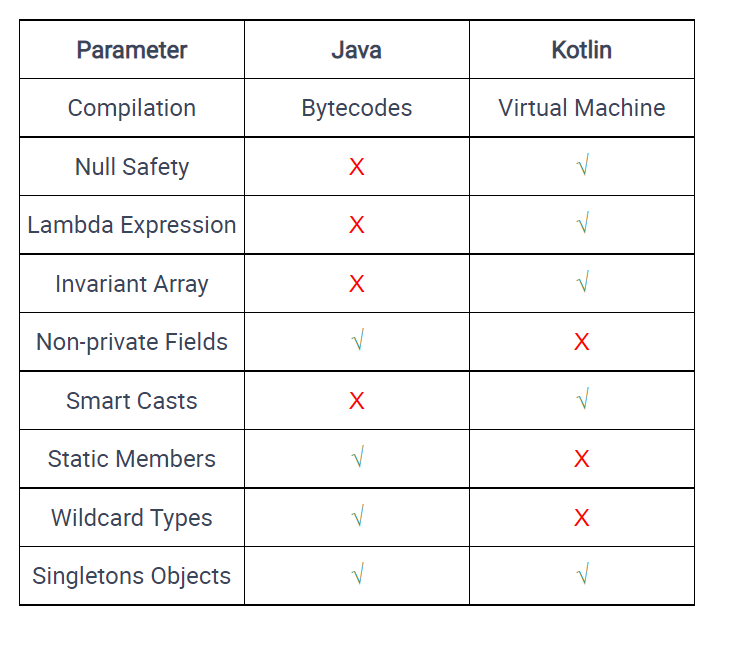 Parameter Java Kotlin
Compilation Bytecodes Virtual Machine
Null Safety X √
Lambda Expression X √
Invariant Array X √
Non-private Fields √ X
Smart Casts X √
Static Members √ X
Wildcard Types √ X
Singletons Objects √ √